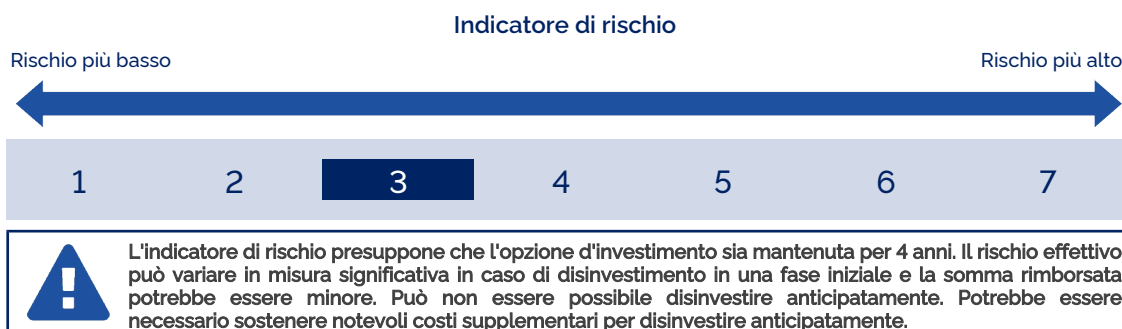 Indicatore di rischio
Rischio più basso
Rischio più alto
1 2 3 4 5 6 7
L'indicatore di rischio presuppone che l'opzione d'investimento sia mantenuta per 4 anni. Il rischio effettivo
può variare in misura significativa in caso di disinvestimento in una fase iniziale e la somma rimborsata
potrebbe essere minore. Può non essere possibile disinvestire anticipatamente. Potrebbe essere
necessario sostenere notevoli costi supplementari per disinvestire anticipatamente.